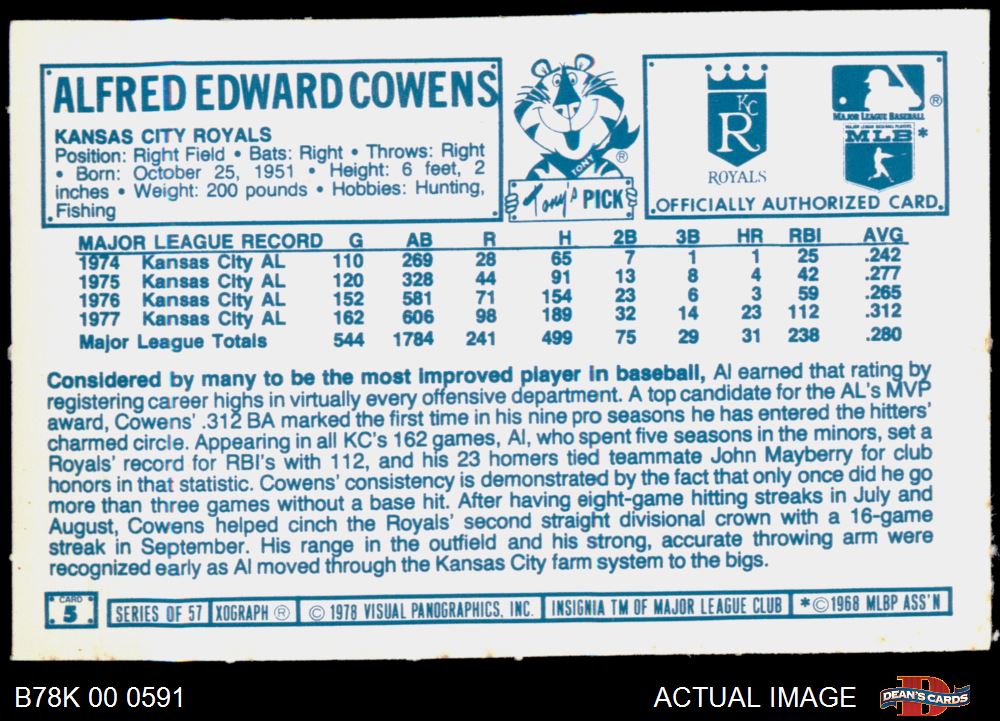 ALFRED EDWARD COWENS
KANSAS CITY ROYALS
Position: Right Field • Bats: Right • Throws: Right
• Born: October 25, 1951 • Height: 6 feet, 2
inches • Weight: 200 pounds • Hobbies: Hunting,
Fishing
TONY
®
Tony's PICK
KC
R
ROYALS
®
MAJOR LEAGUE BASEBALL
MAJOR LEAGUE BASEBALL PLAYERS
MLB*
OFFICIALLY AUTHORIZED CARD
MAJOR LEAGUE RECORD G AB R H 2B 3B HR RBI AVG
1974 Kansas City AL 110 269 28 65 7 1 1 25 .242
1975 Kansas City AL 120 328 44 91 13 8 4 42 .277
1976 Kansas City AL 152 581 71 154 23 6 3 59 .265
1977 Kansas City AL 162 606 98 189 32 14 23 112 .312
Major League Totals 544 1784 241 499 75 29 31 238 .280
Considered by many to be the most improved player in baseball, Al earned that rating by
registering career highs in virtually every offensive department. A top candidate for the AL's MVP
award, Cowens' .312 BA marked the first time in his nine pro seasons he has entered the hitters'
charmed circle. Appearing in all KC's 162 games, Al, who spent five seasons in the minors, set a
Royals' record for RBI's with 112, and his 23 homers tied teammate John Mayberry for club
honors in that statistic. Cowens' consistency is demonstrated by the fact that only once did he go
more than three games without a base hit. After having eight-game hitting streaks in July and
August, Cowens helped cinch the Royals' second straight divisional crown with a 16-game
streak in September. His range in the outfield and his strong, accurate throwing arm were
recognized early as Al moved through the Kansas City farm system to the bigs.
CARD
5
SERIES OF 57 XOGRAPH ® © 1978 VISUAL PANOGRAPHICS, INC. INSIGNIA TM OF MAJOR LEAGUE CLUB *©1968 MLBP ASS'N
B78K 00 0591
ACTUAL IMAGE
D
DEAN'S CARDS